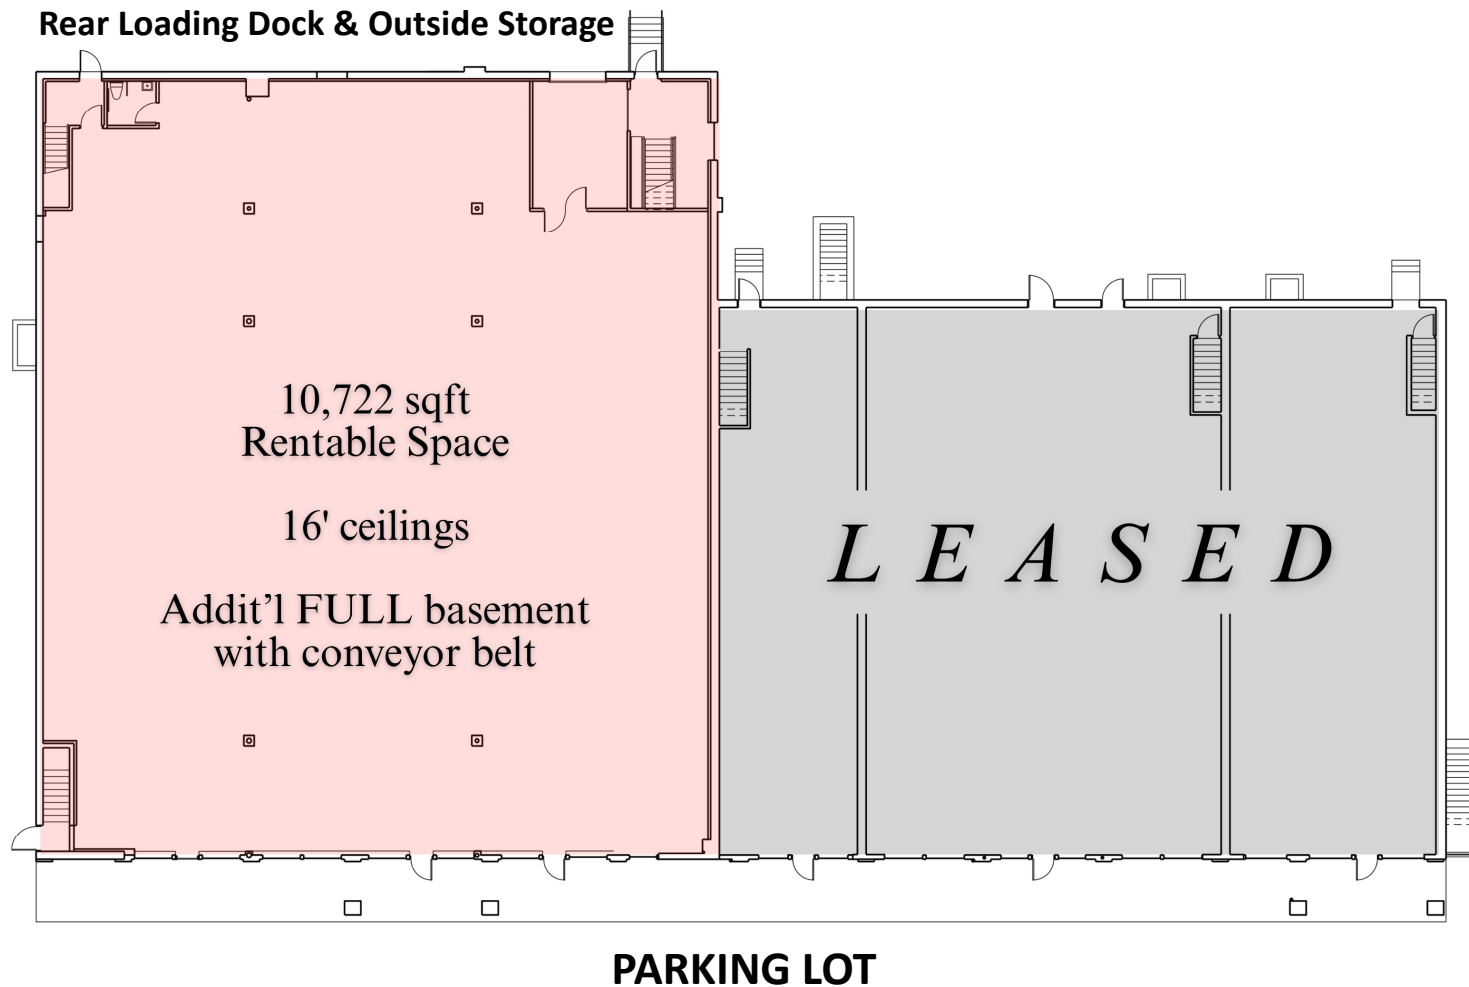 Rear Loading Dock & Outside Storage
10,722 sqft
Rentable Space
16' ceilings
Addit’l FULL basement
with conveyor belt
L E A S E D
PARKING LOT